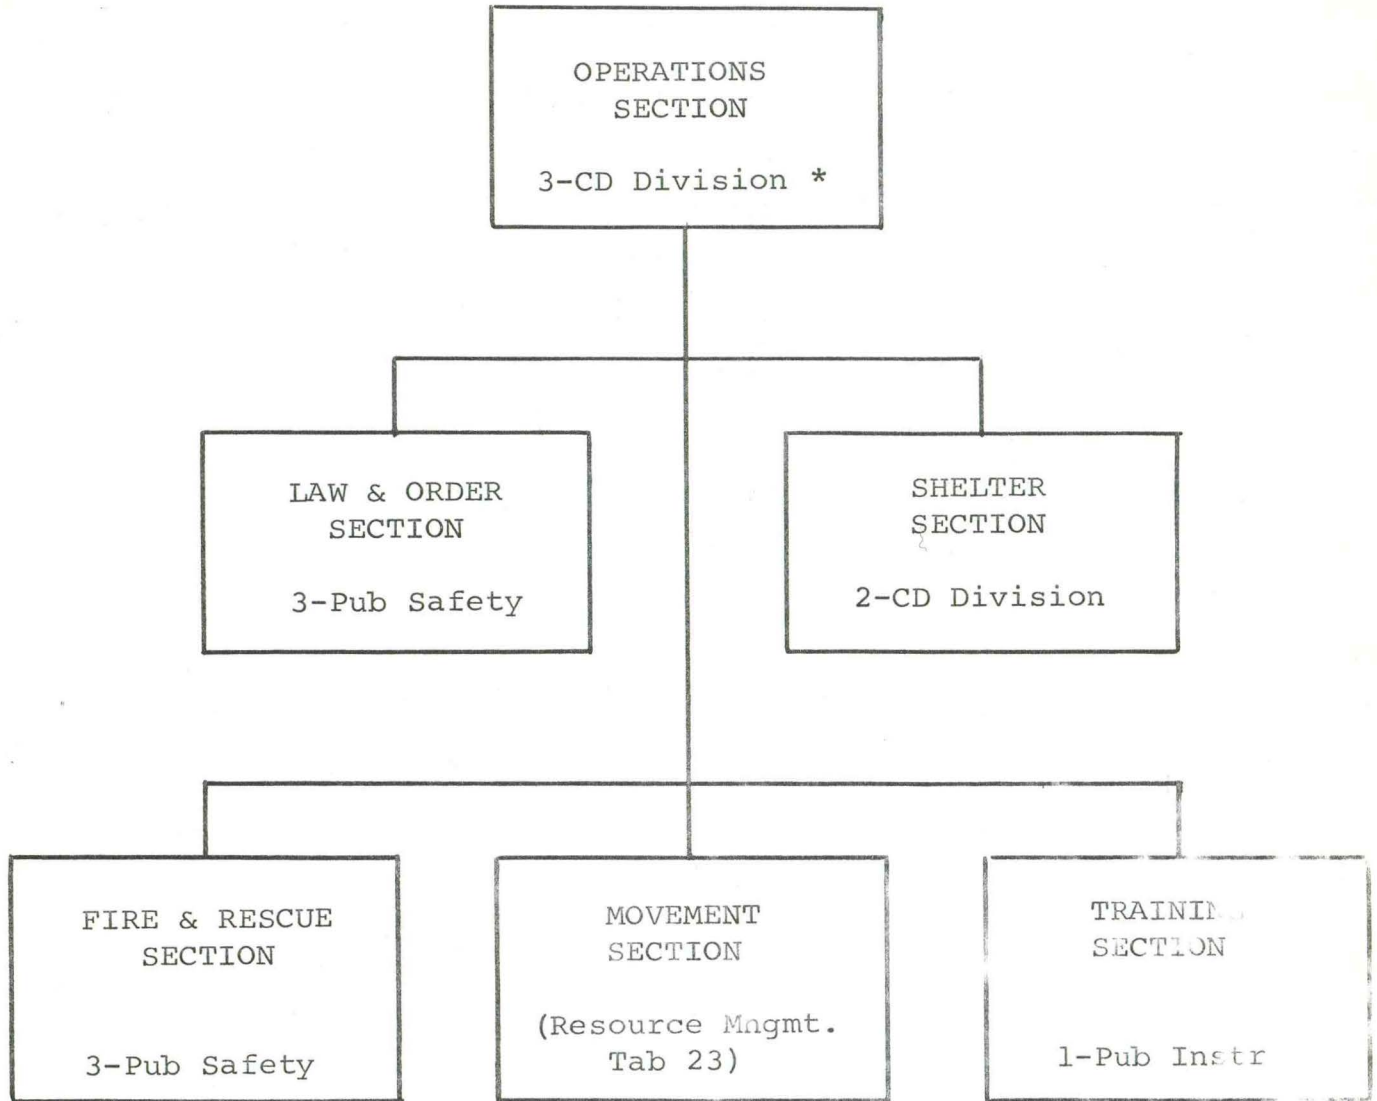 OPERATIONS
SECTION
3-CD Division *
LAW & ORDER
SECTION
3-Pub Safety
SHELTER
SECTION
2-CD Division
FIRE & RESCUE
SECTION
3-Pub Safety
MOVEMENT
SECTION
(Resource Mngmt.
Tab 23)
TRAINING
SECTION
1-Pub Instr